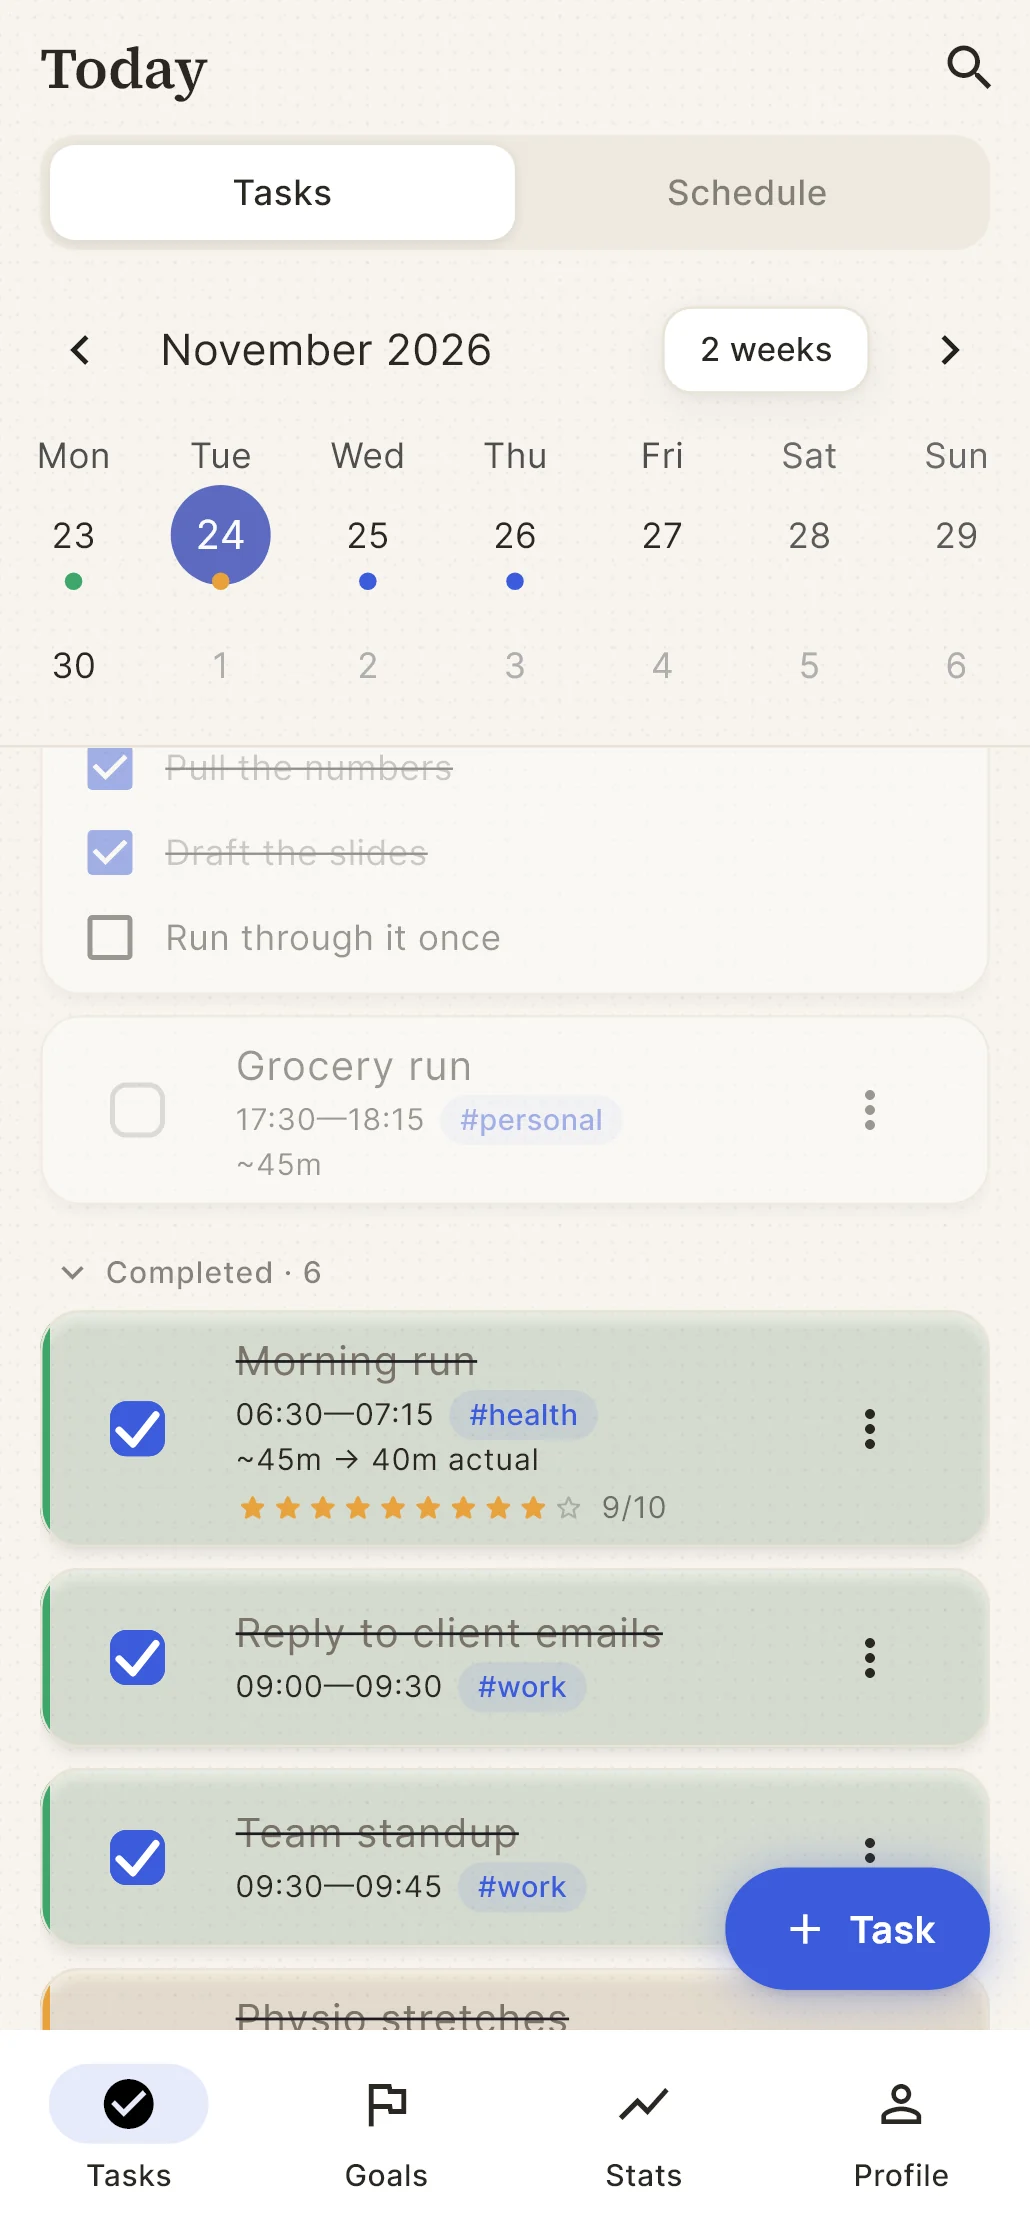 Today
Tasks
Schedule
November 2026
2 weeks
Mon Tue Wed Thu Fri Sat Sun
23 24 25 26 27 28 29
30 1 2 3 4 5 6
Pull the numbers
Draft the slides
Run through it once
Grocery run
17:30—18:15 #personal
~45m
Completed · 6
Morning run
06:30—07:15 #health
~45m → 40m actual
9/10
Reply to client emails
09:00—09:30 #work
Team standup
09:30—09:45 #work
+ Task
Physio stretches
Tasks Goals Stats Profile